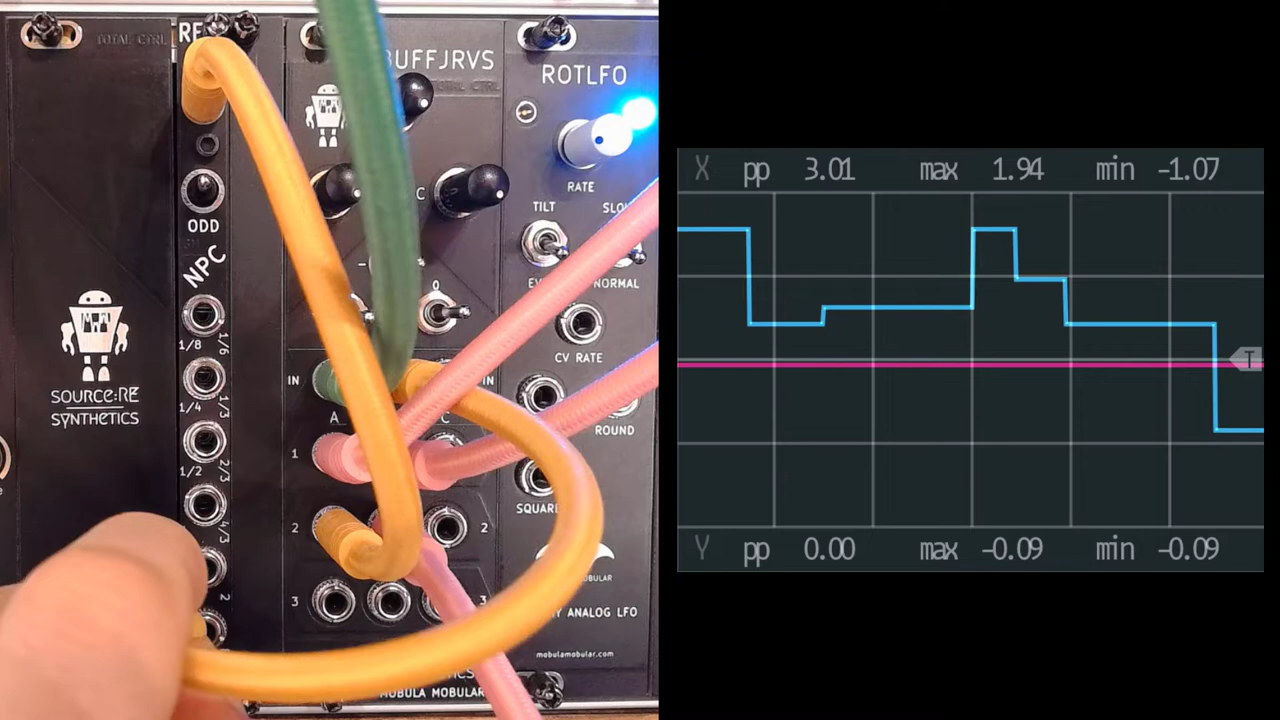 TOTAL CTRL
RE
BUFFJRVS
TOTAL CTRL
ROTLFO
RATE
C
TILT
ODD
NPC
0
NORMAL
CV RATE
1/8
1/6
IN
IN
A
C
1/4
1/3
ROUND
SOURCE:RE
SYNTHETICS
1
1/2
2/3
2
2
4/3
2
3
3
ANALOG LFO
mobulamobular.com
MOBULA MOBULAR
X pp 3.01 max 1.94 min -1.07
T
Y pp 0.00 max -0.09 min -0.09